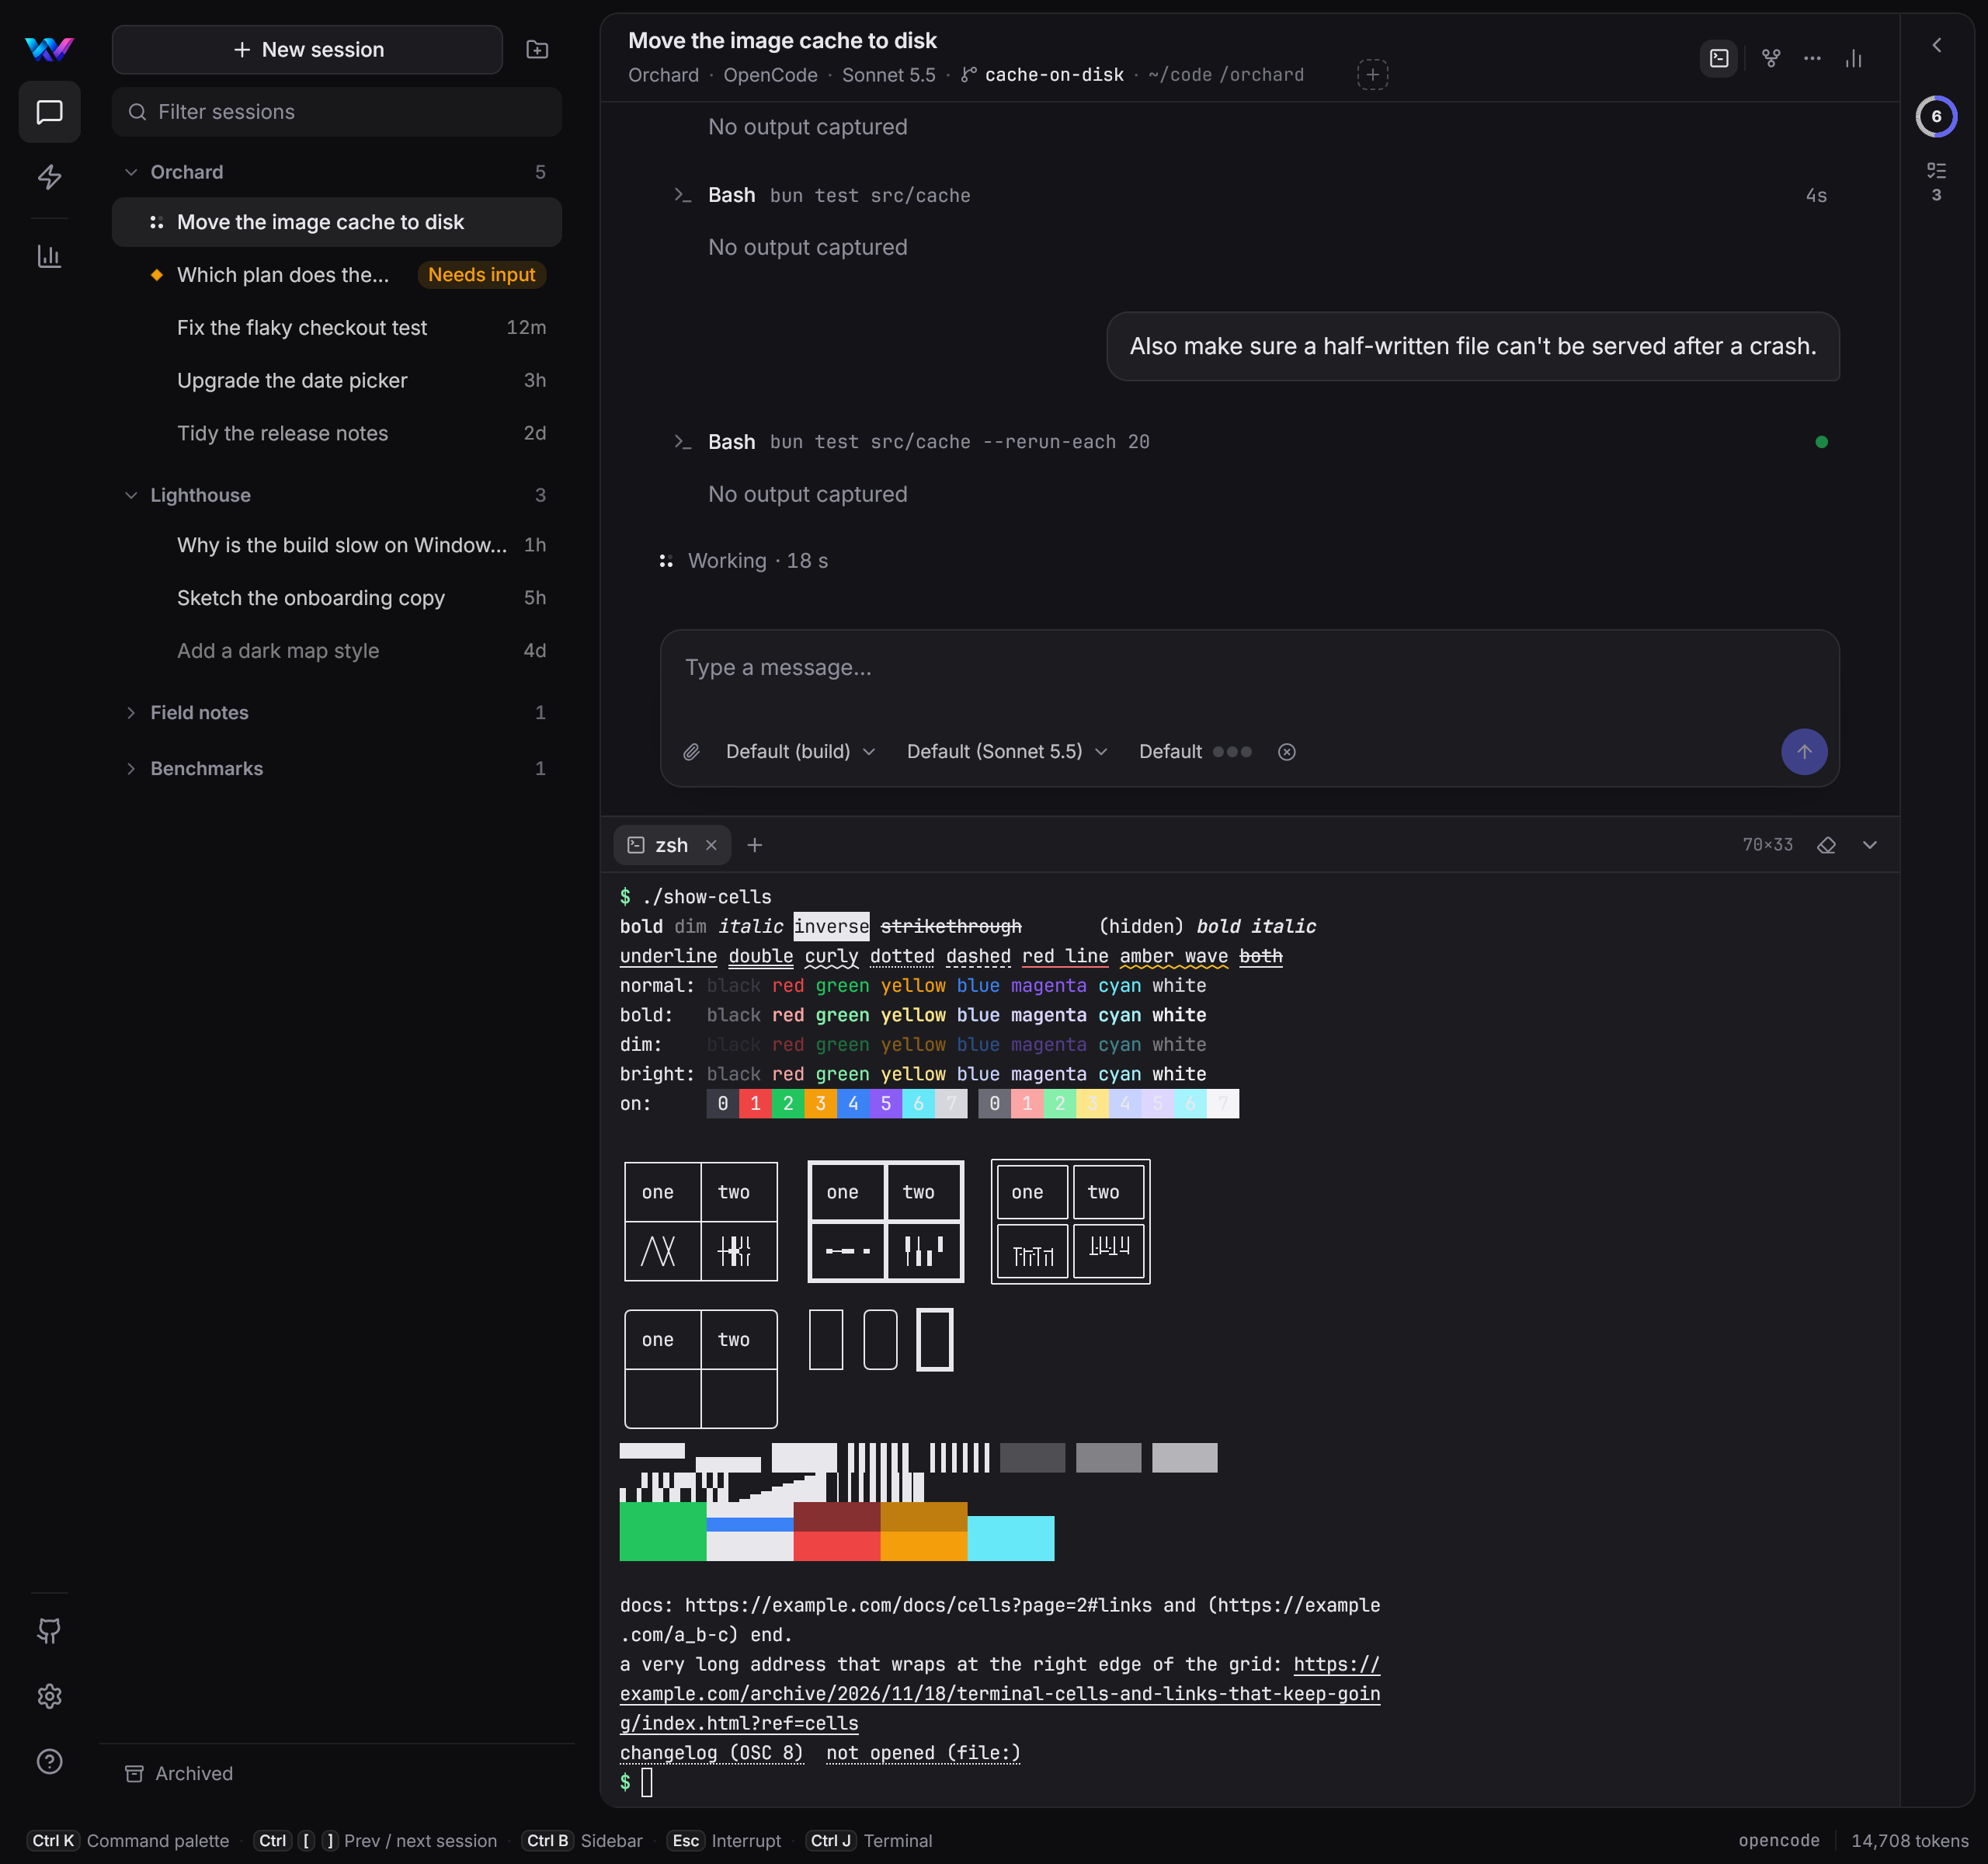 New session
Filter sessions
Orchard 5
Move the image cache to disk
Which plan does the... Needs input
Fix the flaky checkout test 12m
Upgrade the date picker 3h
Tidy the release notes 2d
Lighthouse 3
Why is the build slow on Window... 1h
Sketch the onboarding copy 5h
Add a dark map style 4d
Field notes 1
Benchmarks 1
Archived
Move the image cache to disk
Orchard · OpenCode · Sonnet 5.5 · cache-on-disk · ~/code/orchard
6
3
No output captured
Bash bun test src/cache 4s
No output captured
Also make sure a half-written file can't be served after a crash.
Bash bun test src/cache --rerun-each 20
No output captured
Working · 18 s
Type a message...
Default (build) Default (Sonnet 5.5) Default
zsh 70×33
$ ./show-cells
bold dim italic inverse strikethrough (hidden) bold italic
underline double curly dotted dashed red line amber wave both
normal: black red green yellow blue magenta cyan white
bold: black red green yellow blue magenta cyan white
dim: black red green yellow blue magenta cyan white
bright: black red green yellow blue magenta cyan white
on: 0 1 2 3 4 5 6 7 0 1 2 3 4 5 6 7
one two one two one two
one two
docs: https://example.com/docs/cells?page=2#links and (https://example
.com/a_b-c) end.
a very long address that wraps at the right edge of the grid: https://
example.com/archive/2026/11/18/terminal-cells-and-links-that-keep-goin
g/index.html?ref=cells
changelog (OSC 8) not opened (file:)
$
Ctrl K Command palette · Ctrl [ ] Prev / next session · Ctrl B Sidebar · Esc Interrupt · Ctrl J Terminal
opencode 14,708 tokens